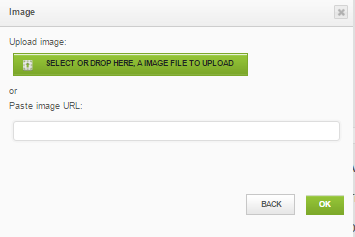 Image
Upload image:
SELECT OR DROP HERE, A IMAGE FILE TO UPLOAD
or
Paste image URL:
BACK OK